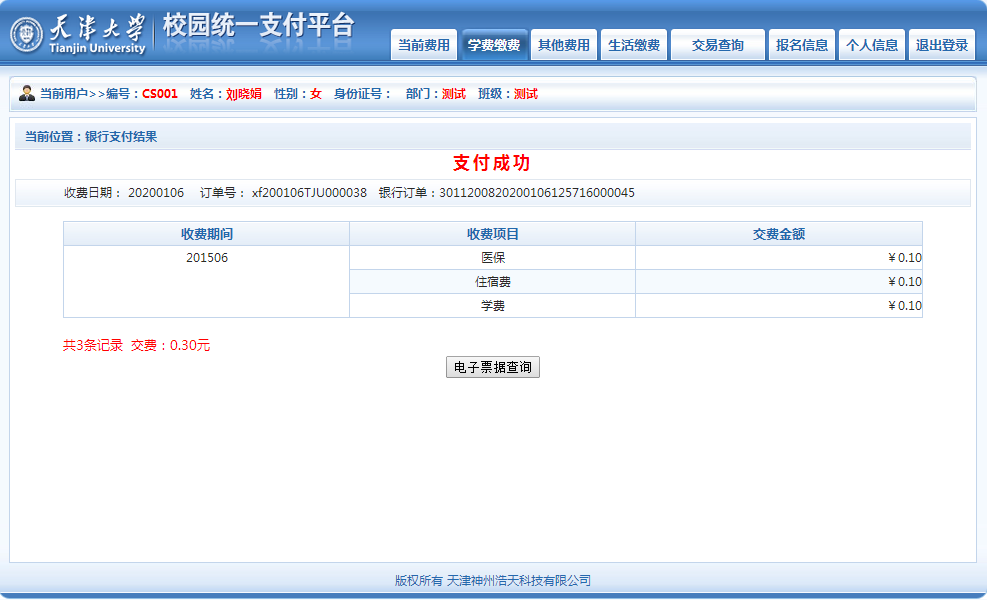 天津大学
Tianjin University
校园统一支付平台
当前费用 学费缴费 其他费用 生活缴费 交易查询 报名信息 个人信息 退出登录
当前用户>>编号：CS001 姓名：刘晓娟 性别：女 身份证号： 部门：测试 班级：测试
当前位置：银行支付结果
支付成功
收费日期： 20200106 订单号： xf200106TJU000038 银行订单：301120082020010612571600045
收费期间 收费项目 交费金额
201506 医保 ￥0.10
住宿费 ￥0.10
学费 ￥0.10
共3条记录 交费：0.30元
电子票据查询
版权所有 天津神州浩天科技有限公司